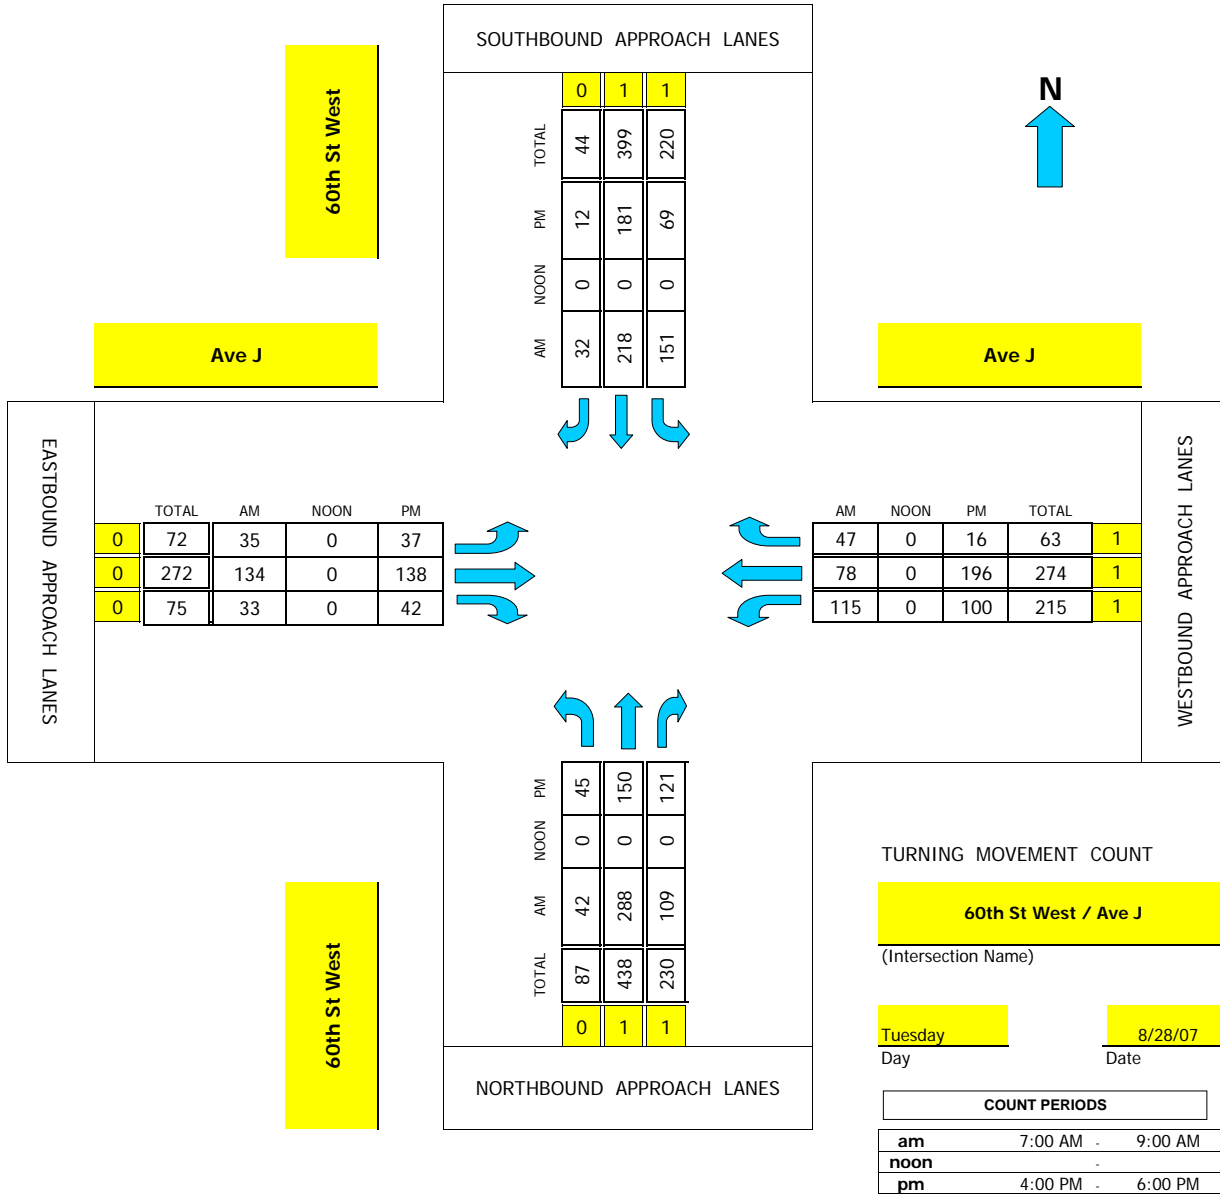 SOUTHBOUND APPROACH LANES
0 1 1
TOTAL 44 399 220
PM 12 181 69
NOON 0 0 0
AM 32 218 151
60th St West
N
Ave J
Ave J
EASTBOUND APPROACH LANES
TOTAL AM NOON PM
0 72 35 0 37
0 272 134 0 138
0 75 33 0 42
AM NOON PM TOTAL
47 0 16 63 1
78 0 196 274 1
115 0 100 215 1
WESTBOUND APPROACH LANES
PM 45 150 121
NOON 0 0 0
AM 42 288 109
TOTAL 87 438 230
0 1 1
NORTHBOUND APPROACH LANES
60th St West
TURNING MOVEMENT COUNT
60th St West / Ave J
(Intersection Name)
Tuesday 8/28/07
Day Date
COUNT PERIODS
am 7:00 AM - 9:00 AM
noon -
pm 4:00 PM - 6:00 PM